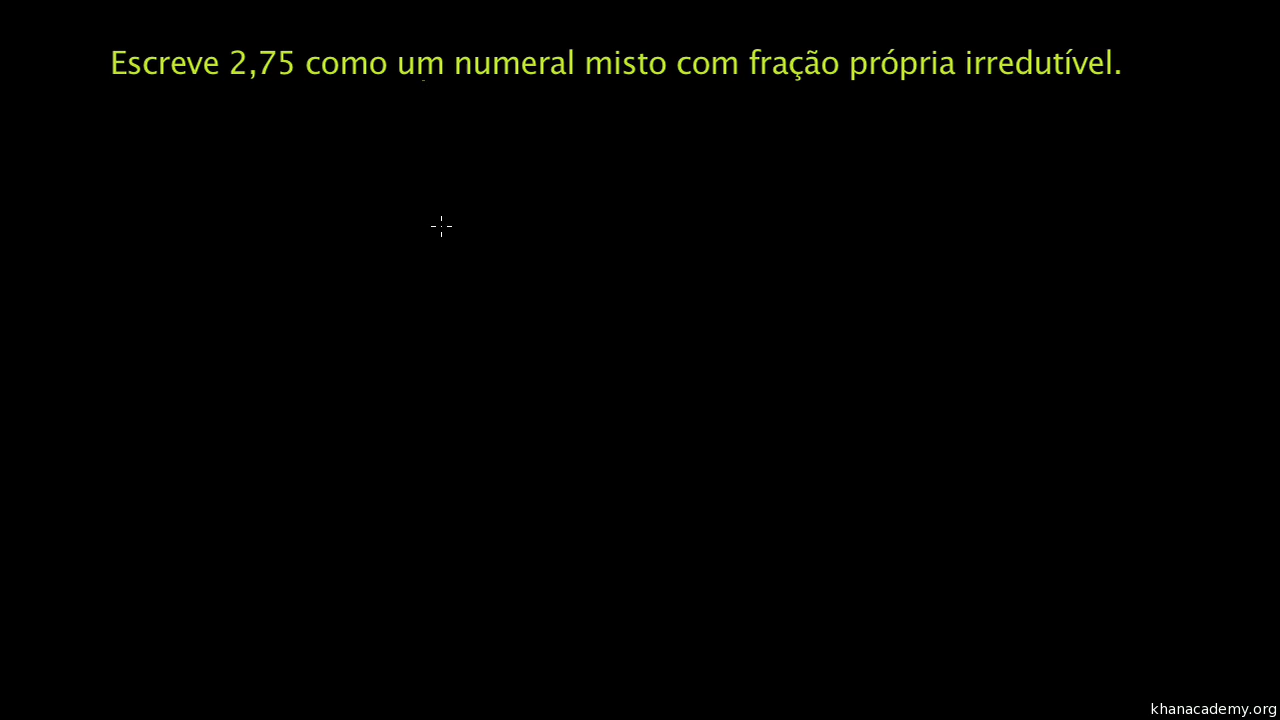 Escreve 2,75 como um numeral misto com fração própria irredutível.
khanacademy.org